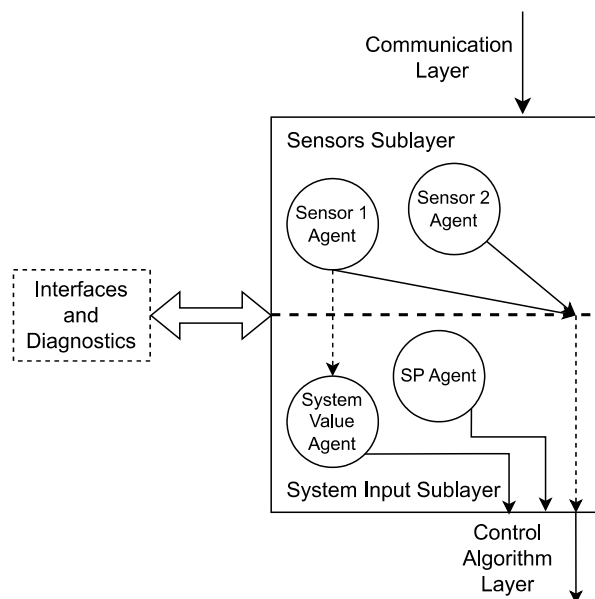 Communication
Layer
Sensors Sublayer
Sensor 1
Agent
Sensor 2
Agent
Interfaces
and
Diagnostics
SP Agent
System
Value
Agent
System Input Sublayer
Control
Algorithm
Layer